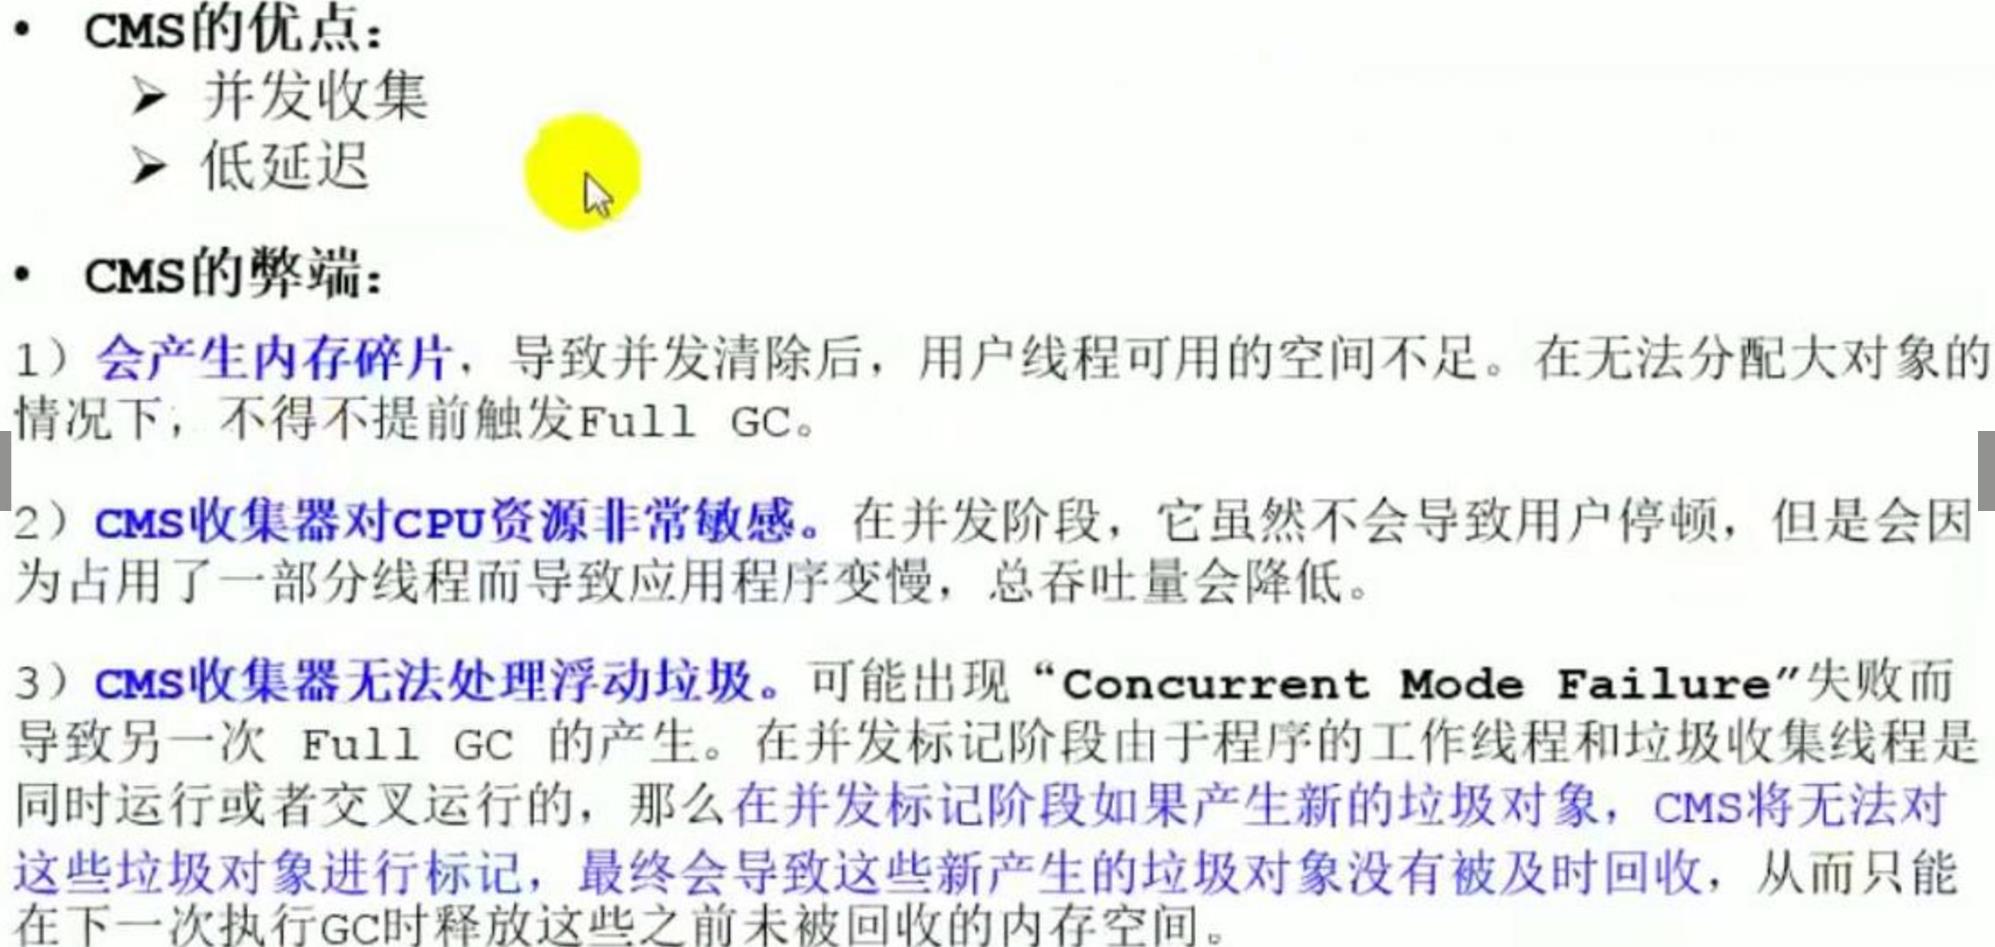 • CMS的优点：
➢ 并发收集
➢ 低延迟
• CMS的弊端：
1）会产生内存碎片，导致并发清除后，用户线程可用的空间不足。在无法分配大对象的
情况下，不得不提前触发Full GC。
2）CMS收集器对CPU资源非常敏感。在并发阶段，它虽然不会导致用户停顿，但是会因
为占用了一部分线程而导致应用程序变慢，总吞吐量会降低。
3）CMS收集器无法处理浮动垃圾。可能出现“Concurrent Mode Failure”失败而
导致另一次 Full GC 的产生。在并发标记阶段由于程序的工作线程和垃圾收集线程是
同时运行或者交叉运行的，那么在并发标记阶段如果产生新的垃圾对象，CMS将无法对
这些垃圾对象进行标记，最终会导致这些新产生的垃圾对象没有被及时回收，从而只能
在下一次执行GC时释放这些之前未被回收的内存空间。